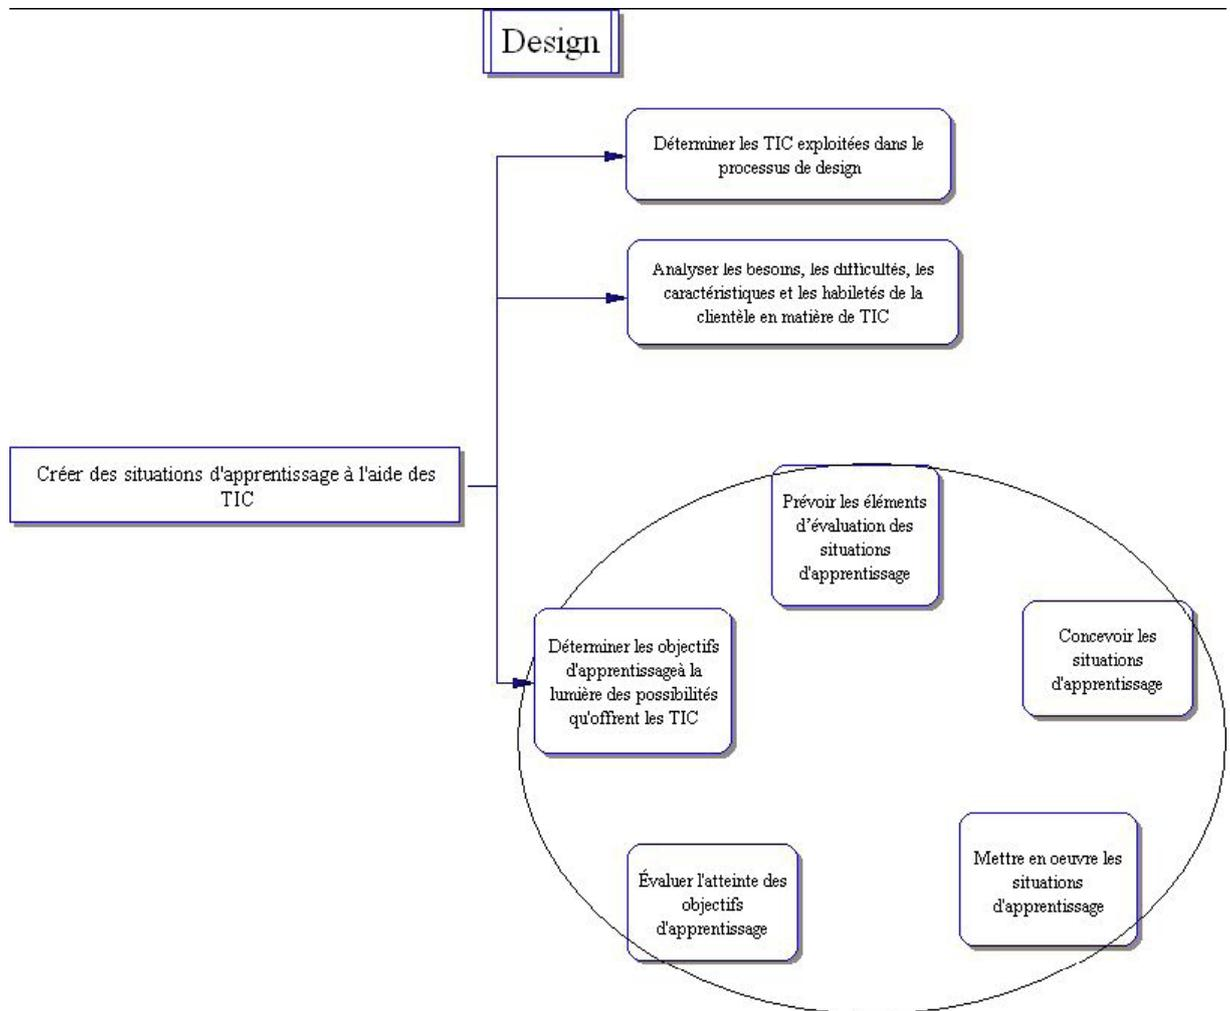 Design
Déterminer les TIC exploitées dans le
processus de design
Analyser les besoins, les difficultés, les
caractéristiques et les habiletés de la
clientèle en matière de TIC
Créer des situations d'apprentissage à l'aide des
TIC
Prévoir les éléments
d’évaluation des
situations
d'apprentissage
Concevoir les
situations
d'apprentissage
Déterminer les objectifs
d'apprentissageà la
lumière des possibilités
qu'offrent les TIC
Mettre en oeuvre les
situations
d'apprentissage
Évaluer l'atteinte des
objectifs
d'apprentissage